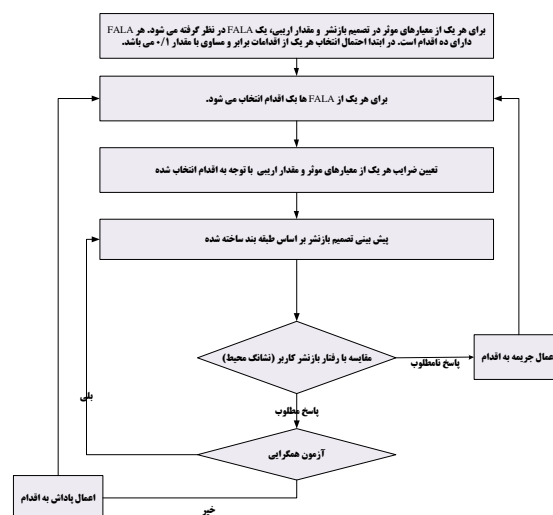 برای هر یک از معیارهای موثر در تصمیم بازنشر و مقدار اریبی، یک FALA در نظر گرفته می شود. هر FALA
دارای ده اقدام است. در ابتدا احتمال انتخاب هر یک از اقدامات برابر و مساوی با مقدار ۰/۱ می باشد.
برای هر یک از FALA ها یک اقدام انتخاب می شود.
تعیین ضرایب هر یک از معیارهای موثر و مقدار اریبی با توجه به اقدام انتخاب شده
پیش بینی تصمیم بازنشر بر اساس طبقه بند ساخته شده
مقایسه با رفتار بازنشر کاربر (نشانک محیط)
پاسخ نامطلوب
عمال جریمه به اقدام
پاسخ مطلوب
بلی
آزمون همگرایی
اعمال پاداش به اقدام
خیر